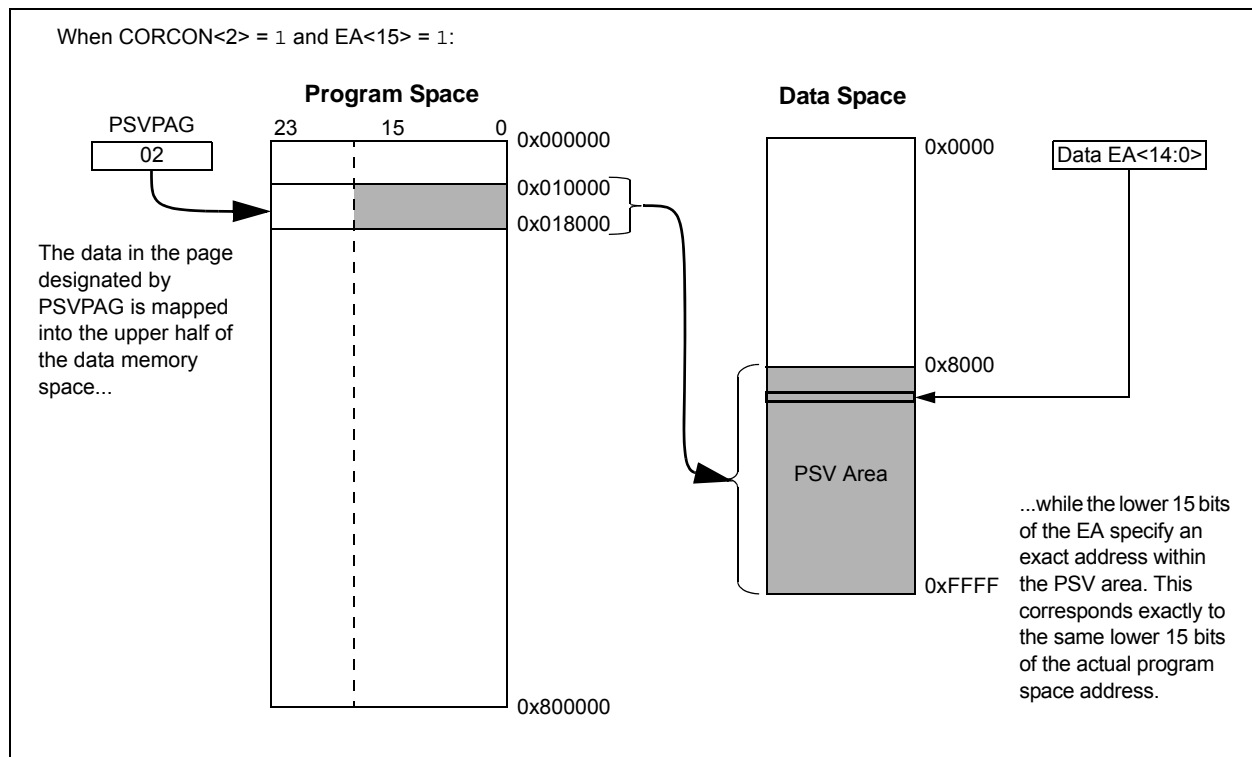 When CORCON<2> = 1 and EA<15> = 1:
Program Space
Data Space
PSVPAG
02
23 15 0
0x000000
0x010000
0x018000
0x800000
The data in the page
designated by
PSVPAG is mapped
into the upper half of
the data memory
space...
0x0000
0x8000
0xFFFF
PSV Area
Data EA<14:0>
...while the lower 15 bits
of the EA specify an
exact address within
the PSV area. This
corresponds exactly to
the same lower 15 bits
of the actual program
space address.